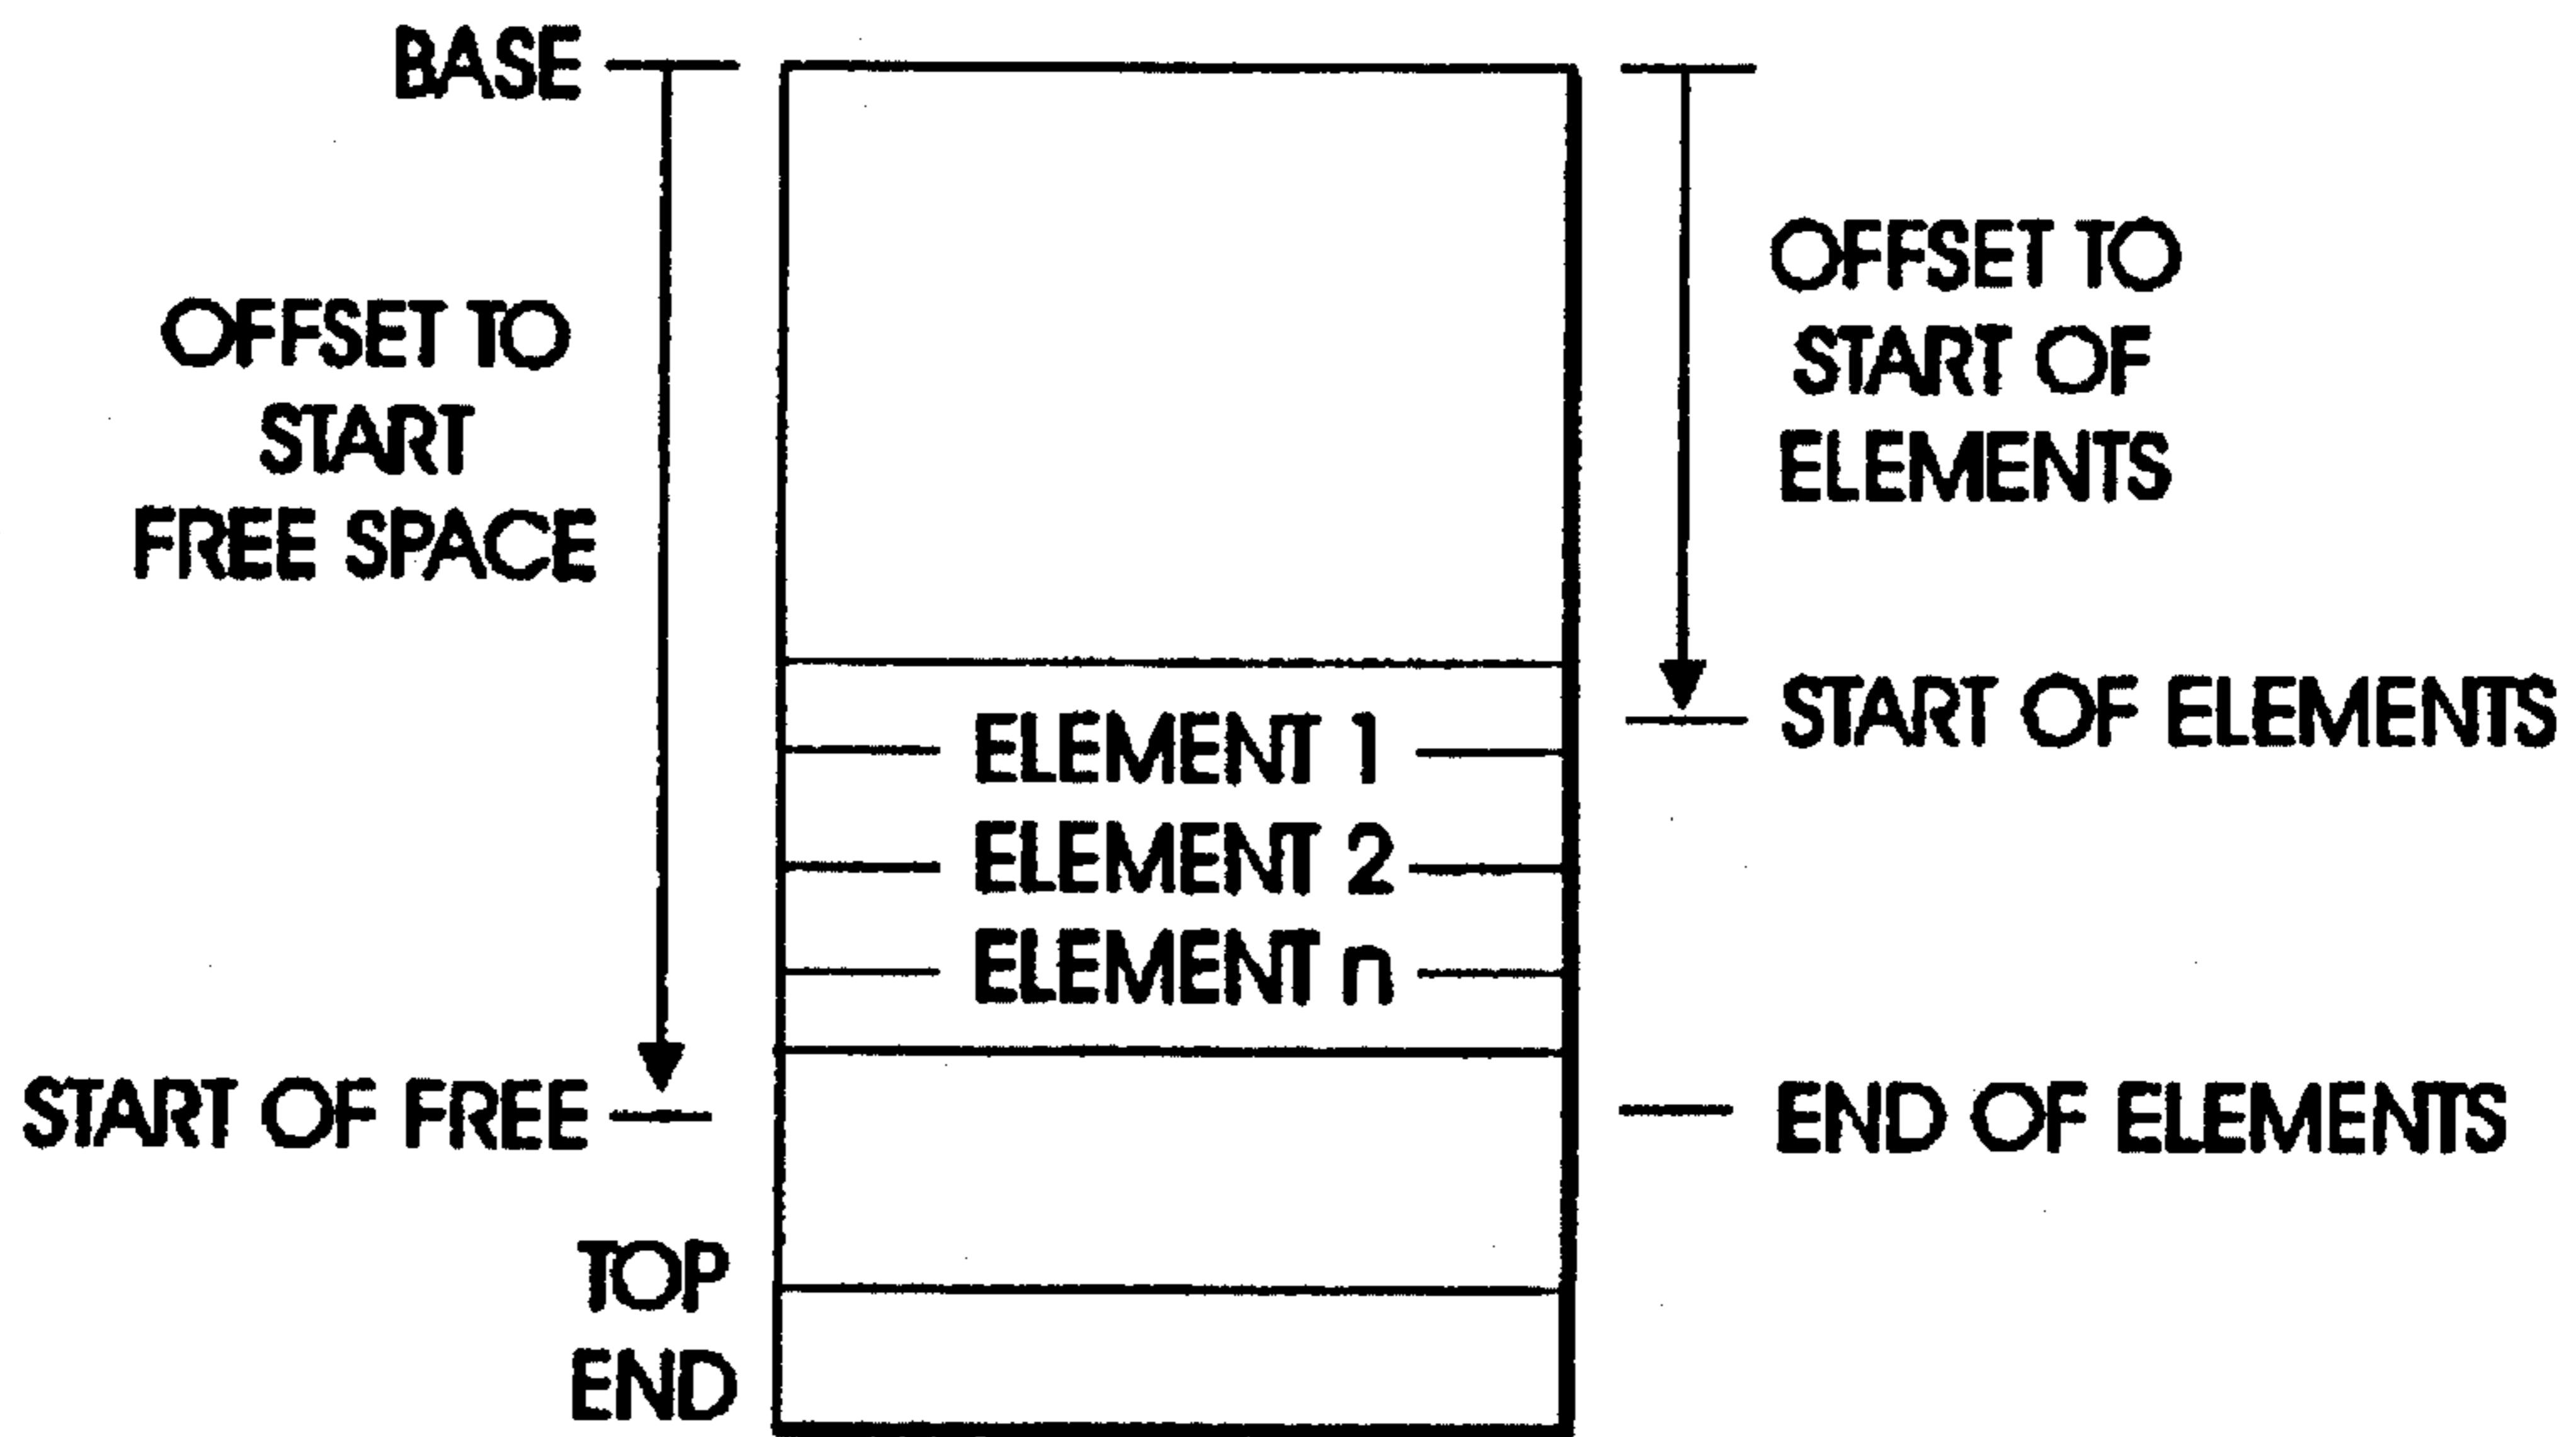 BASE
OFFSET TO
START
FREE SPACE
START OF FREE
TOP
END
ELEMENT 1
ELEMENT 2
ELEMENT n
OFFSET TO
START OF
ELEMENTS
START OF ELEMENTS
END OF ELEMENTS